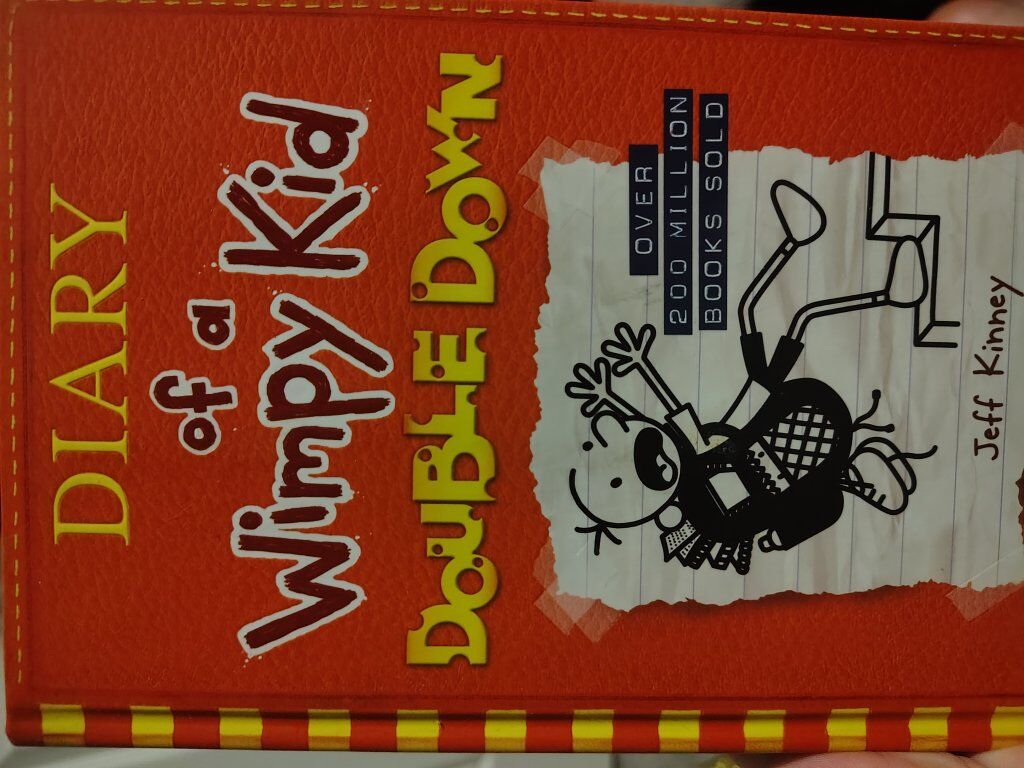 DIARY
of a
Wimpy Kid
DOUBLE DOWN
OVER
200 MILLION
BOOKS SOLD
Jeff Kinney